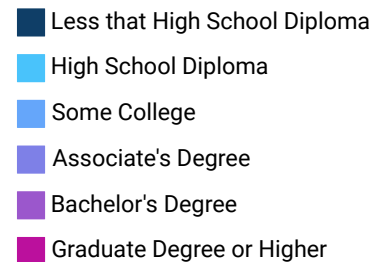 Less that High School Diploma
High School Diploma
Some College
Associate's Degree
Bachelor's Degree
Graduate Degree or Higher